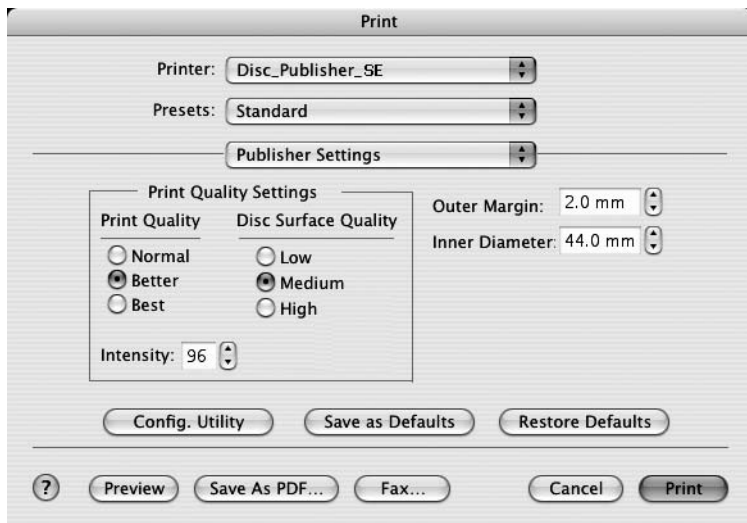 Print
Printer: Disc_Publisher_SE
Presets: Standard
Publisher Settings
Print Quality Settings
Print Quality Disc Surface Quality
Normal Low
Better Medium
Best High
Intensity: 96
Outer Margin: 2.0 mm
Inner Diameter: 44.0 mm
Config. Utility Save as Defaults Restore Defaults
? Preview Save As PDF... Fax... Cancel Print